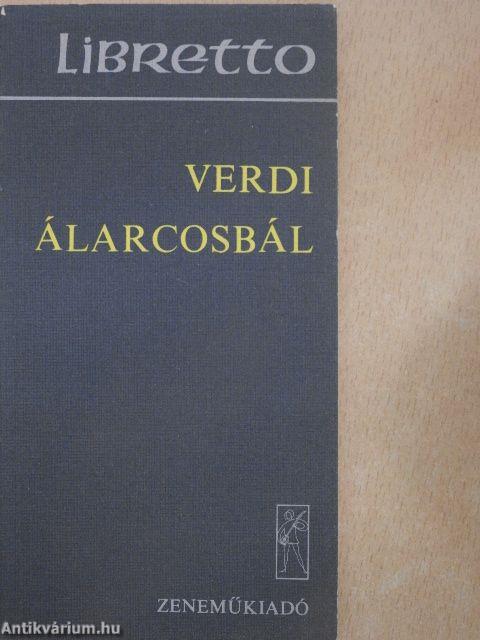 LIBRETTO
VERDI
ÁLARCOSBÁL
ZENEMŰKIADÓ
Antikvárium.hu